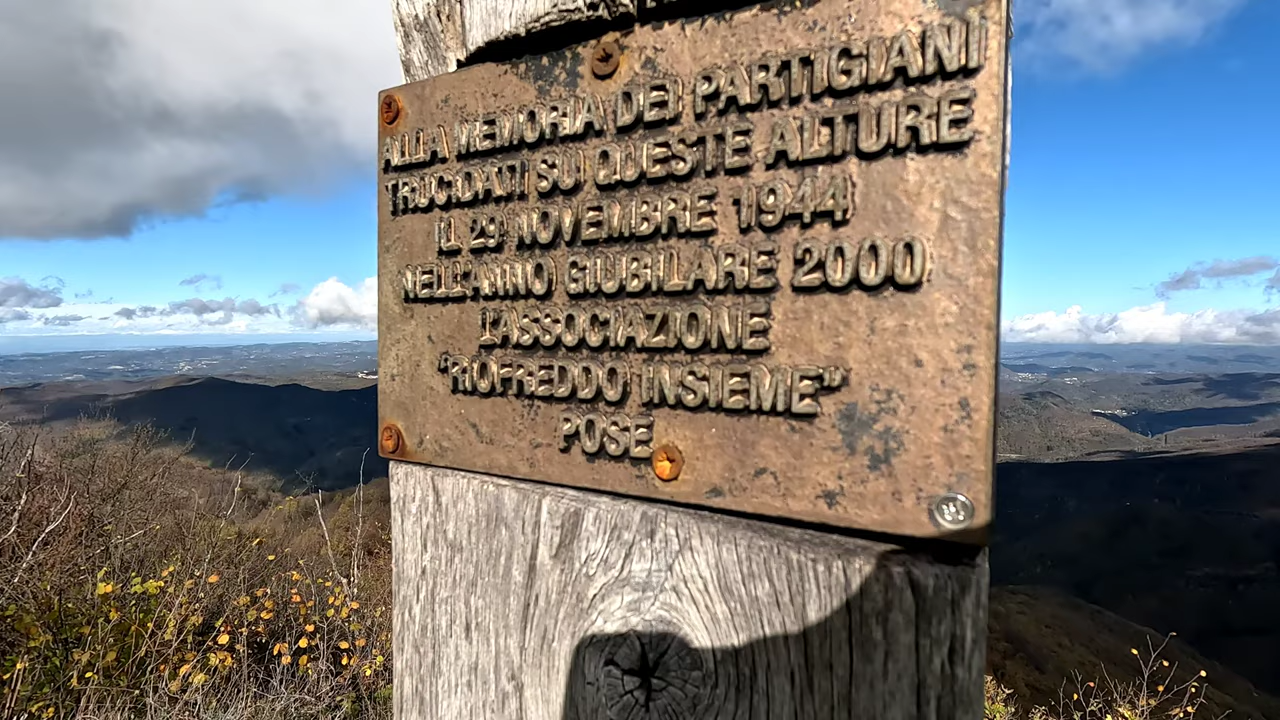 ALLA MEMORIA DEI PARTIGIANI
TRUCIDATI SU QUESTE ALTURE
IL 29 NOVEMBRE 1944
NELL'ANNO GIUBILARE 2000
L'ASSOCIAZIONE
"RIOFREDDO INSIEME"
POSE